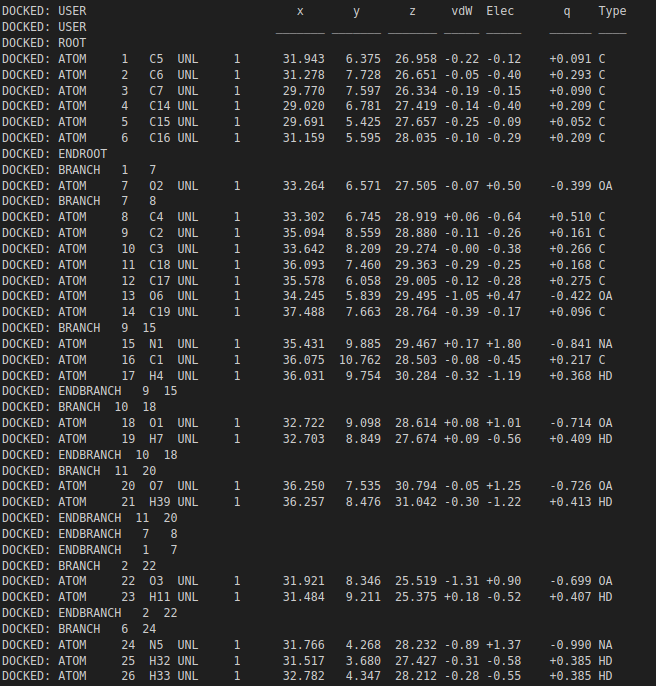 DOCKED: USER                              x       y       z     vdW  Elec       q    Type
DOCKED: USER                           _______ _______ _______ _____ _____    ______ ____
DOCKED: ROOT
DOCKED: ATOM     1   C5  UNL     1      31.943   6.375  26.958 -0.22 -0.12    +0.091 C
DOCKED: ATOM     2   C6  UNL     1      31.278   7.728  26.651 -0.05 -0.40    +0.293 C
DOCKED: ATOM     3   C7  UNL     1      29.770   7.597  26.334 -0.19 -0.15    +0.090 C
DOCKED: ATOM     4   C14 UNL     1      29.020   6.781  27.419 -0.14 -0.40    +0.209 C
DOCKED: ATOM     5   C15 UNL     1      29.691   5.425  27.657 -0.25 -0.09    +0.052 C
DOCKED: ATOM     6   C16 UNL     1      31.159   5.595  28.035 -0.10 -0.29    +0.209 C
DOCKED: ENDROOT
DOCKED: BRANCH   1   7
DOCKED: ATOM     7   O2  UNL     1      33.264   6.571  27.505 -0.07 +0.50    -0.399 OA
DOCKED: BRANCH   7   8
DOCKED: ATOM     8   C4  UNL     1      33.302   6.745  28.919 +0.06 -0.64    +0.510 C
DOCKED: ATOM     9   C2  UNL     1      35.094   8.559  28.880 -0.11 -0.26    +0.161 C
DOCKED: ATOM    10   C3  UNL     1      33.642   8.209  29.274 -0.00 -0.38    +0.266 C
DOCKED: ATOM    11   C18 UNL     1      36.093   7.460  29.363 -0.29 -0.25    +0.168 C
DOCKED: ATOM    12   C17 UNL     1      35.578   6.058  29.005 -0.12 -0.28    +0.275 C
DOCKED: ATOM    13   O6  UNL     1      34.245   5.839  29.495 -1.05 +0.47    -0.422 OA
DOCKED: ATOM    14   C19 UNL     1      37.488   7.663  28.764 -0.39 -0.17    +0.096 C
DOCKED: BRANCH   9  15
DOCKED: ATOM    15   N1  UNL     1      35.431   9.885  29.467 +0.17 +1.80    -0.841 NA
DOCKED: ATOM    16   C1  UNL     1      36.075  10.762  28.503 -0.08 -0.45    +0.217 C
DOCKED: ATOM    17   H4  UNL     1      36.031   9.754  30.284 -0.32 -1.19    +0.368 HD
DOCKED: ENDBRANCH   9  15
DOCKED: BRANCH  10  18
DOCKED: ATOM    18   O1  UNL     1      32.722   9.098  28.614 +0.08 +1.01    -0.714 OA
DOCKED: ATOM    19   H7  UNL     1      32.703   8.849  27.674 +0.09 -0.56    +0.409 HD
DOCKED: ENDBRANCH  10  18
DOCKED: BRANCH  11  20
DOCKED: ATOM    20   O7  UNL     1      36.250   7.535  30.794 -0.05 +1.25    -0.726 OA
DOCKED: ATOM    21   H39 UNL     1      36.257   8.476  31.042 -0.30 -1.22    +0.413 HD
DOCKED: ENDBRANCH  11  20
DOCKED: ENDBRANCH   7   8
DOCKED: ENDBRANCH   1   7
DOCKED: BRANCH   2  22
DOCKED: ATOM    22   O3  UNL     1      31.921   8.346  25.519 -1.31 +0.90    -0.699 OA
DOCKED: ATOM    23   H11 UNL     1      31.484   9.211  25.375 +0.18 -0.52    +0.407 HD
DOCKED: ENDBRANCH   2  22
DOCKED: BRANCH   6  24
DOCKED: ATOM    24   N5  UNL     1      31.766   4.268  28.232 -0.89 +1.37    -0.990 NA
DOCKED: ATOM    25   H32 UNL     1      31.517   3.680  27.427 -0.31 -0.58    +0.385 HD
DOCKED: ATOM    26   H33 UNL     1      32.782   4.347  28.212 -0.28 -0.55    +0.385 HD